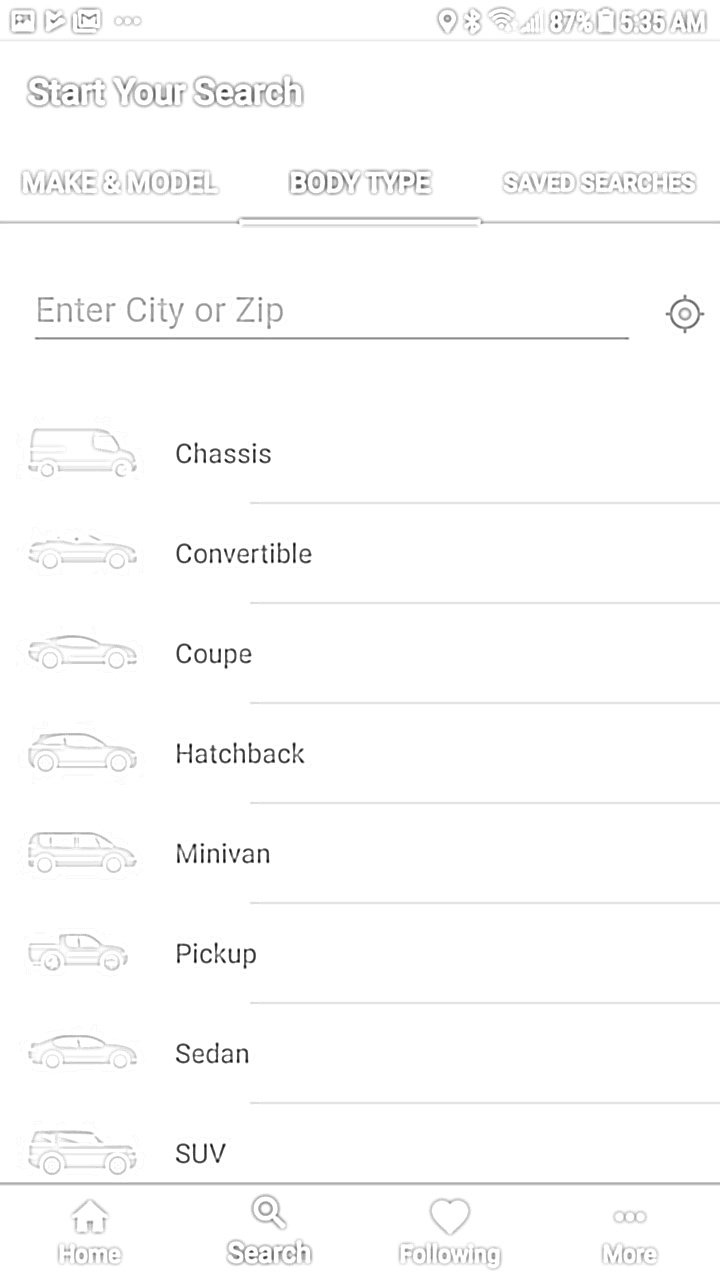 87% 5:35 AM
Start Your Search
MAKE & MODEL BODY TYPE SAVED SEARCHES
Enter City or Zip
Chassis
Convertible
Coupe
Hatchback
Minivan
Pickup
Sedan
SUV
Home Search Following More